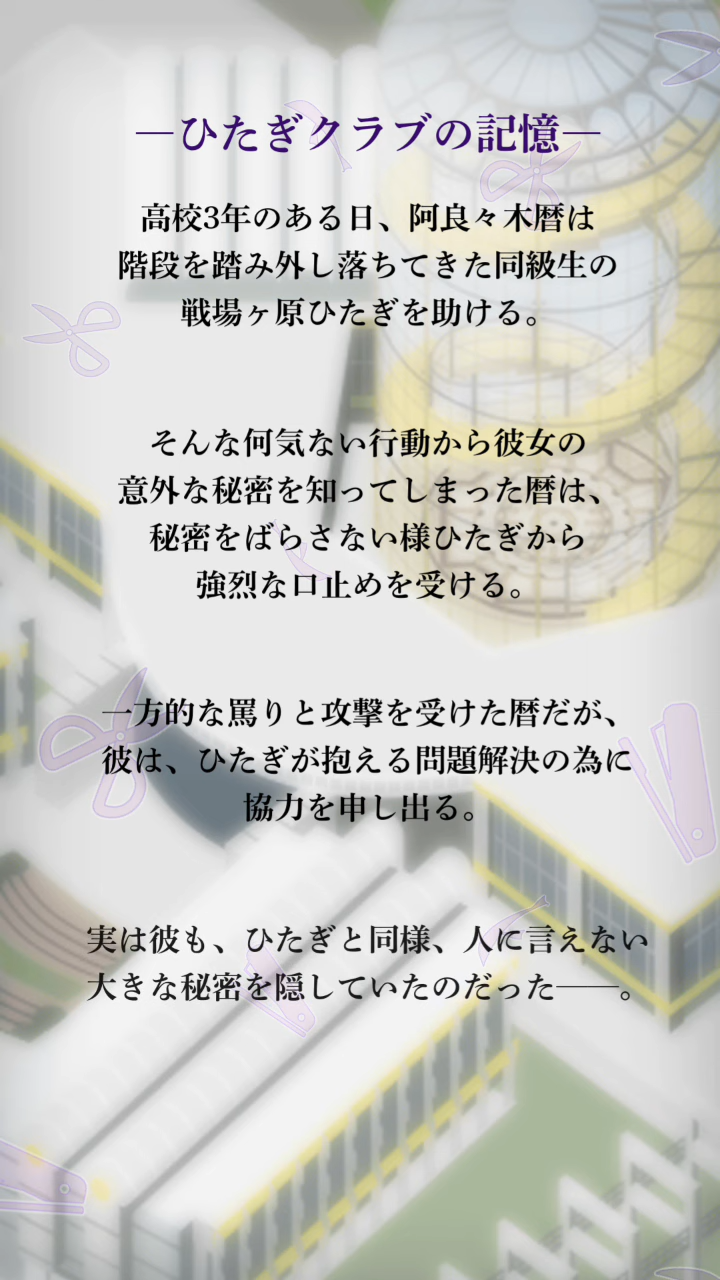 ―ひたぎクラブの記憶―
高校3年のある日、阿良々木暦は
階段を踏み外し落ちてきた同級生の
戦場ヶ原ひたぎを助ける。
そんな何気ない行動から彼女の
意外な秘密を知ってしまった暦は、
秘密をばらさない様ひたぎから
強烈な口止めを受ける。
一方的な罵りと攻撃を受けた暦だが、
彼は、ひたぎが抱える問題解決の為に
協力を申し出る。
実は彼も、ひたぎと同様、人に言えない
大きな秘密を隠していたのだった――。